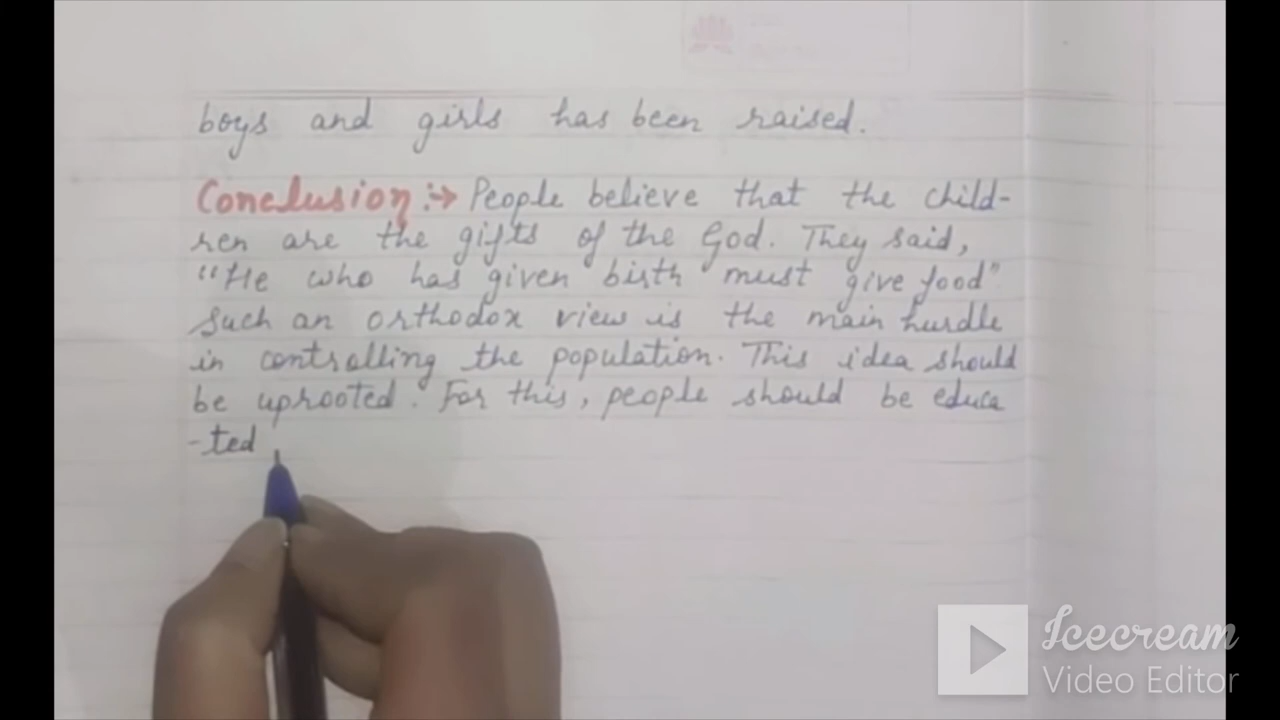 boys and girls has been raised.
Conclusion :-> People believe that the child-
ren are the gifts of the God. They said,
"He who has given birth must give food"
Such an orthodox view is the main hurdle
in controlling the population. This idea should
be uprooted. For this, people should be educa
-ted
Icecream
Video Editor